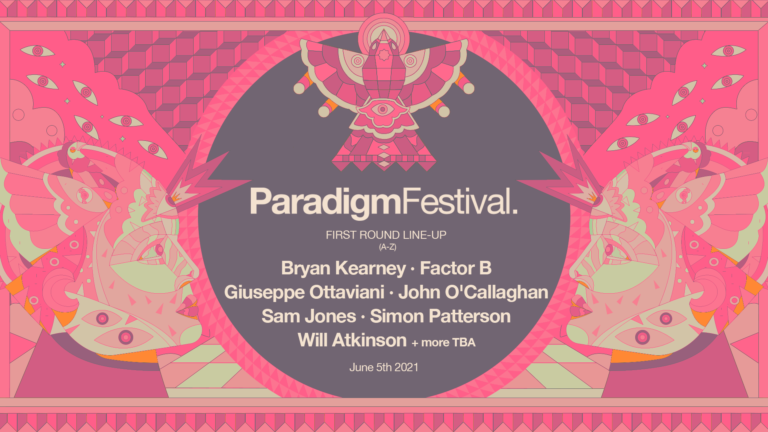 ParadigmFestival.
FIRST ROUND LINE-UP
(A-Z)
Bryan Kearney · Factor B
Giuseppe Ottaviani · John O'Callaghan
Sam Jones · Simon Patterson
Will Atkinson + more TBA
June 5th 2021